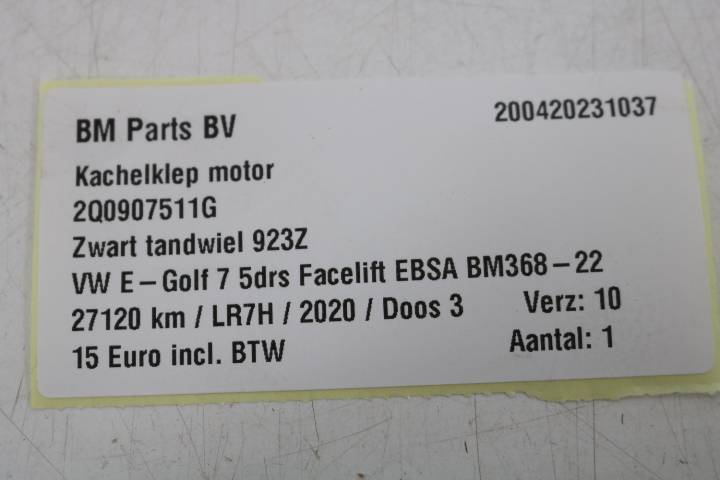 BM Parts BV 200420231037
Kachelklep motor
2Q0907511G
Zwart tandwiel 923Z
VW E-Golf 7 5drs Facelift EBSA BM368-22
27120 km / LR7H / 2020 / Doos 3 Verz: 10
15 Euro incl. BTW Aantal: 1